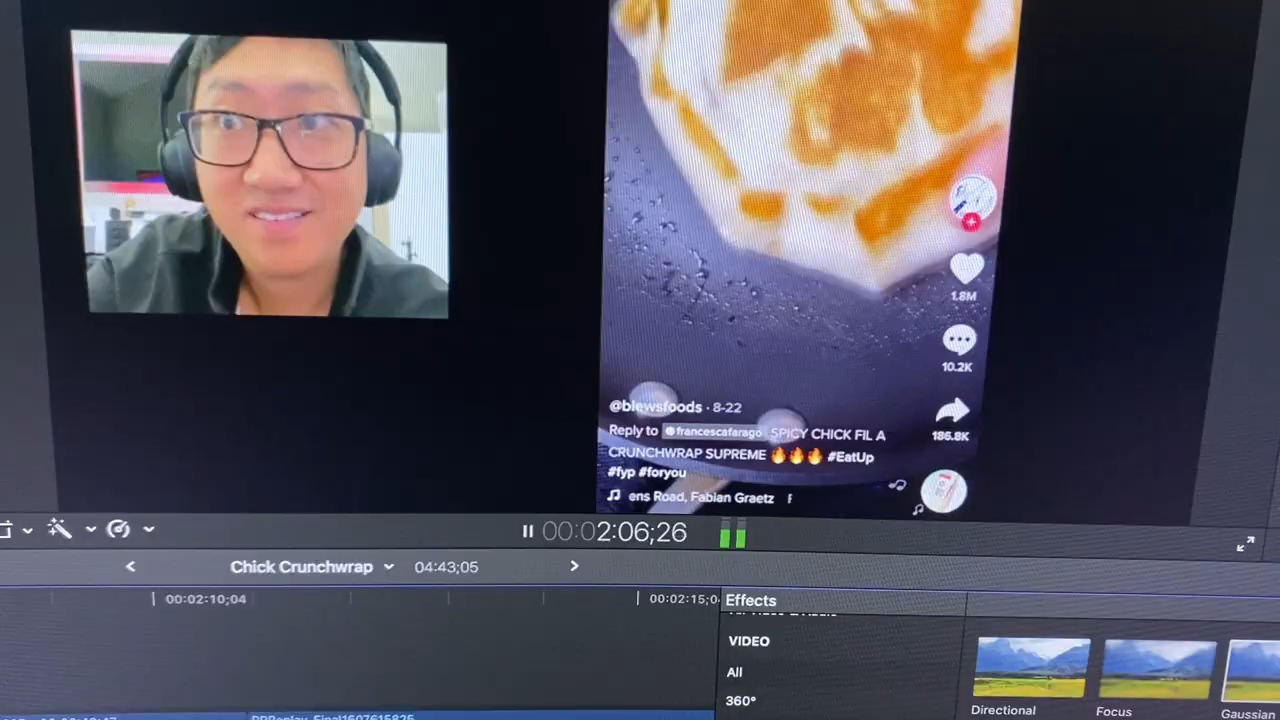 1.8M
10.2K
186.8K
@blewsfoods · 8-22
Reply to francescafarago SPICY CHICK FIL A
CRUNCHWRAP SUPREME 🔥🔥🔥 #EatUp
#fyp #foryou
ens Road, Fabian Graetz
00:02:06;26
Chick Crunchwrap 04:43;05
00:02:10;04
00:02:15;0
Effects
VIDEO
All
360°
Directional
Focus
Gaussian